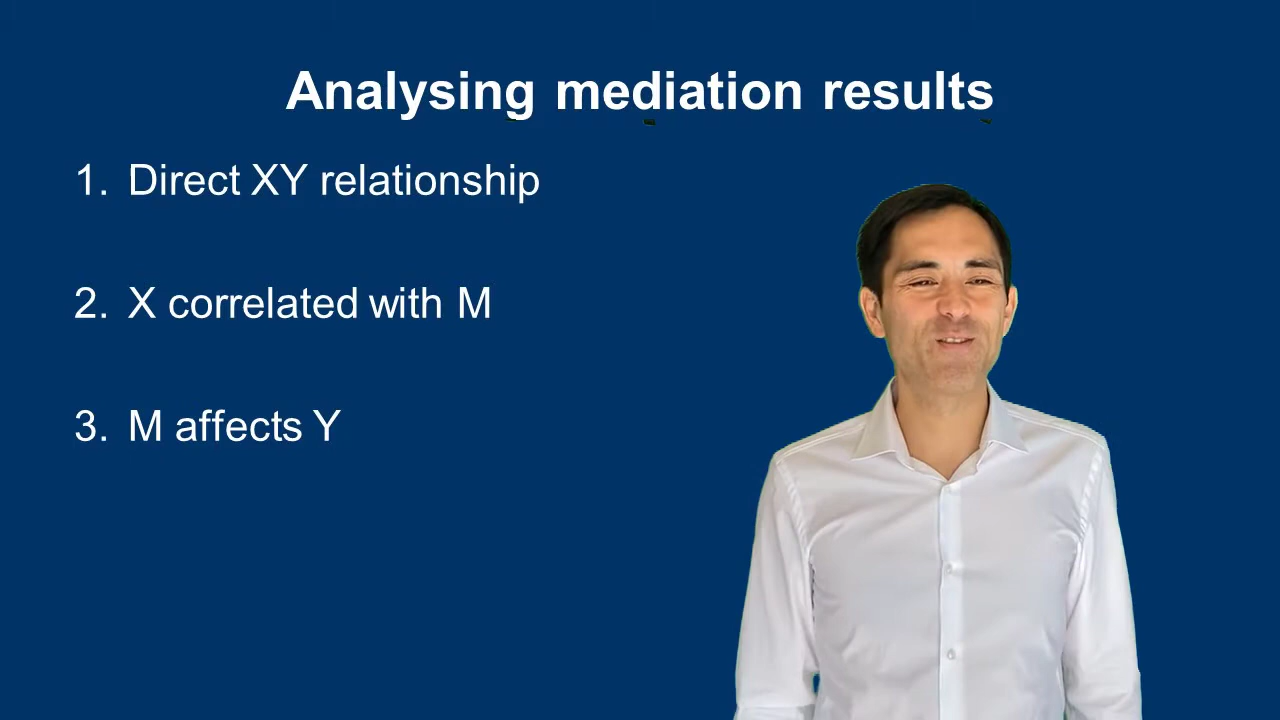 Analysing mediation results
1. Direct XY relationship
2. X correlated with M
3. M affects Y